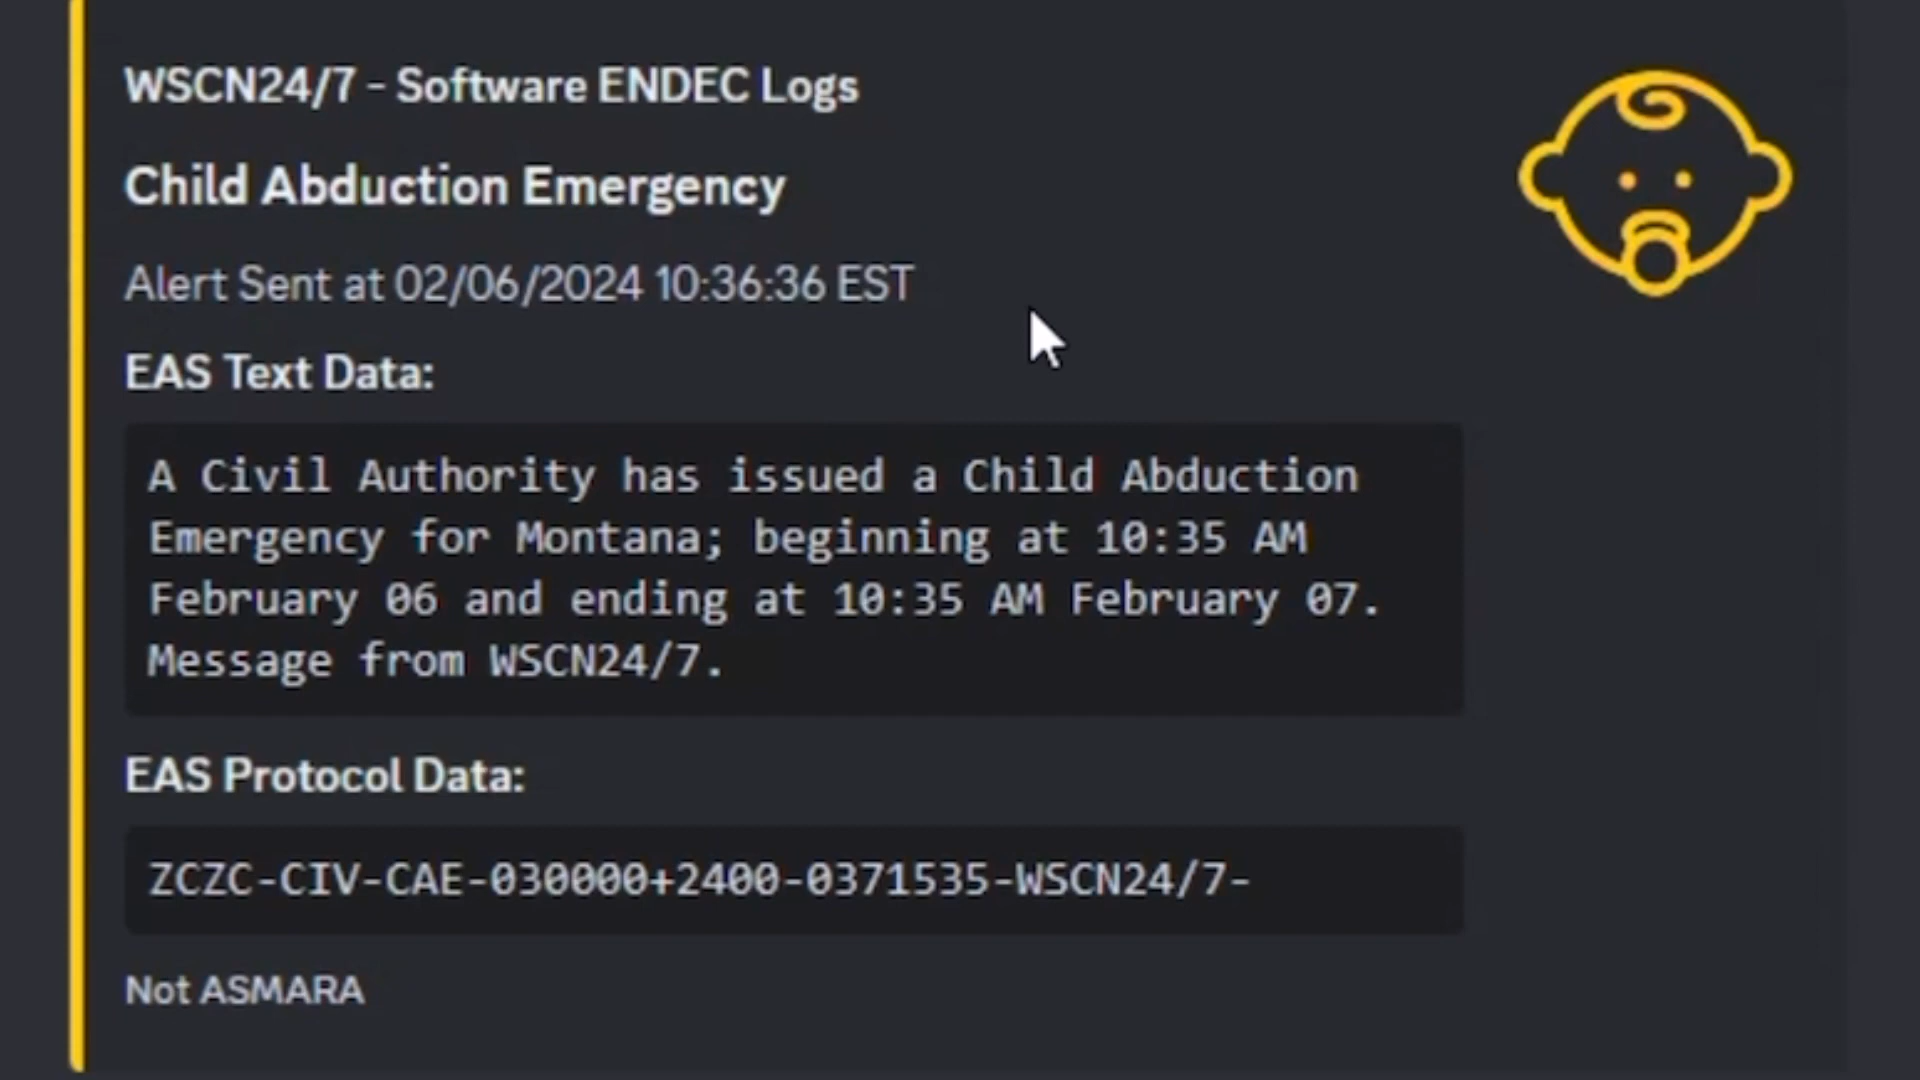 WSCN24/7 - Software ENDEC Logs
Child Abduction Emergency
Alert Sent at 02/06/2024 10:36:36 EST
EAS Text Data:
A Civil Authority has issued a Child Abduction
Emergency for Montana; beginning at 10:35 AM
February 06 and ending at 10:35 AM February 07.
Message from WSCN24/7.
EAS Protocol Data:
ZCZC-CIV-CAE-030000+2400-0371535-WSCN24/7-
Not ASMARA